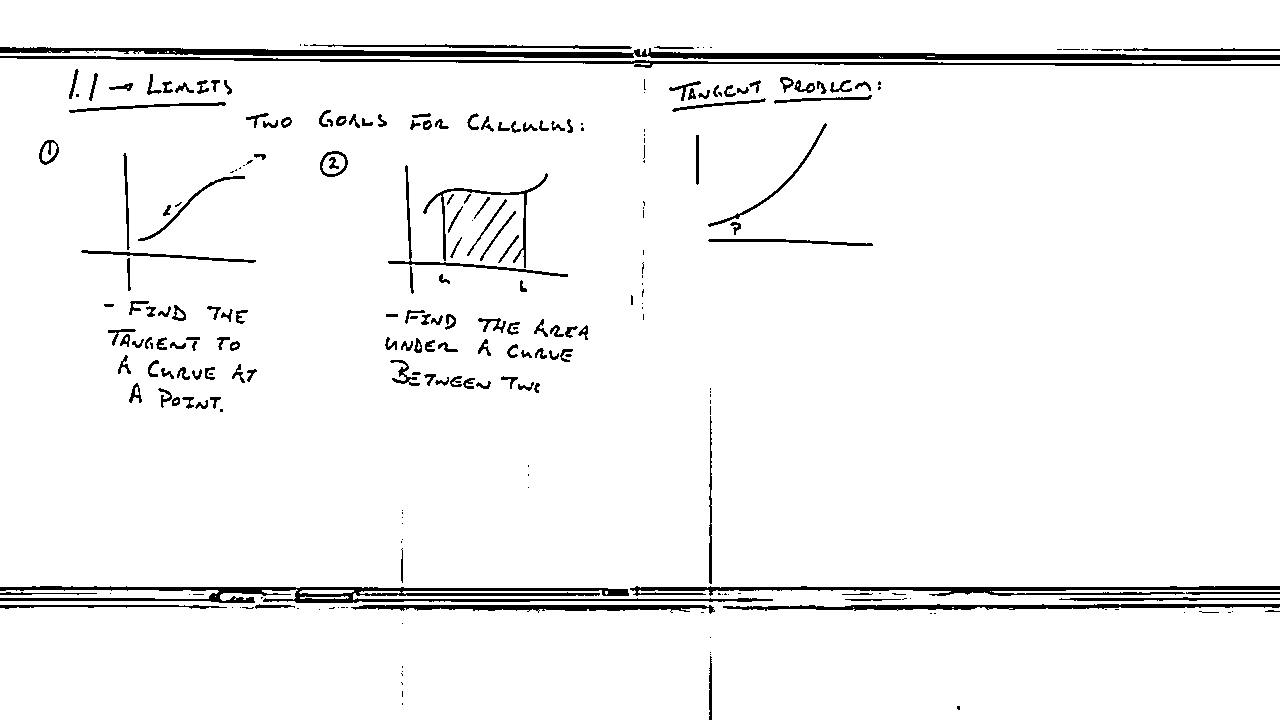 1.1 → LIMITS
TWO GOALS FOR CALCULUS:
①
- FIND THE
TANGENT TO
A CURVE AT
A POINT.
②
a b
- FIND THE AREA
UNDER A CURVE
BETWEEN TWO
TANGENT PROBLEM:
P